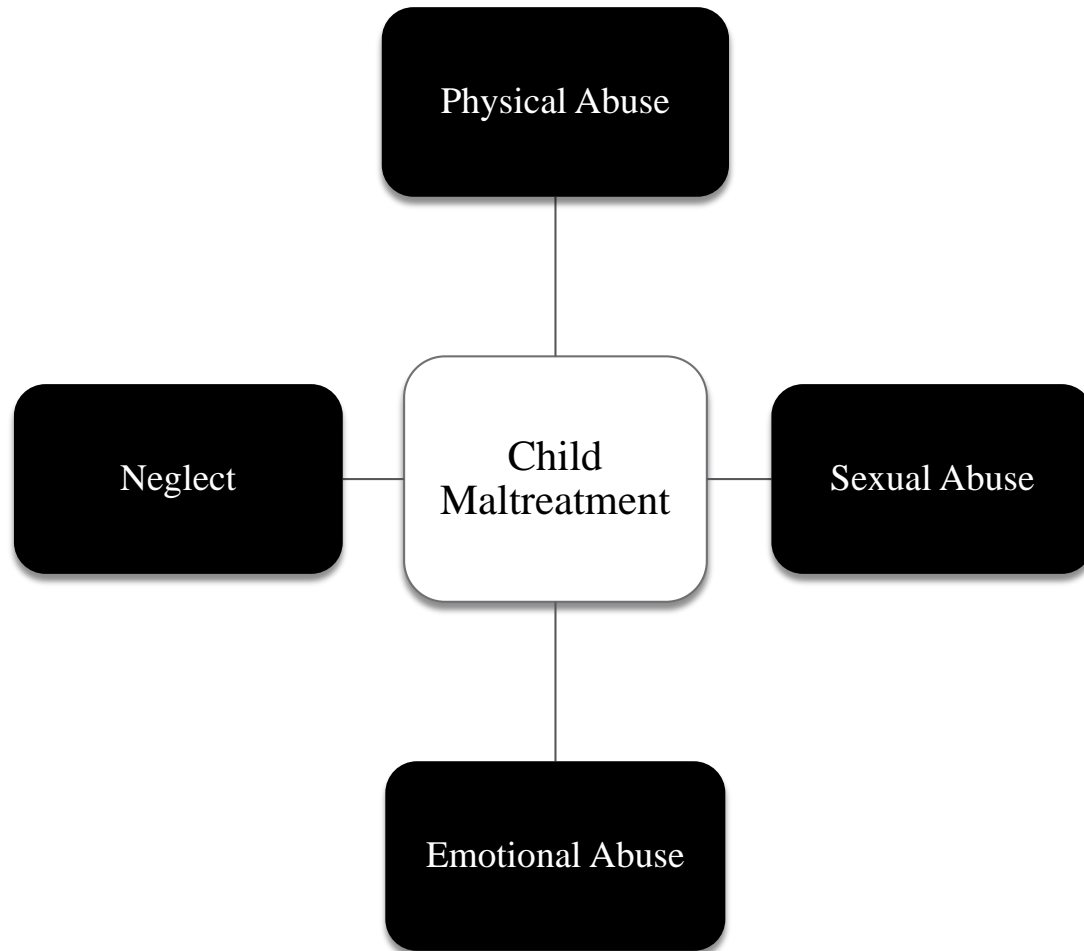 Physical Abuse
Neglect
Child
Maltreatment
Sexual Abuse
Emotional Abuse